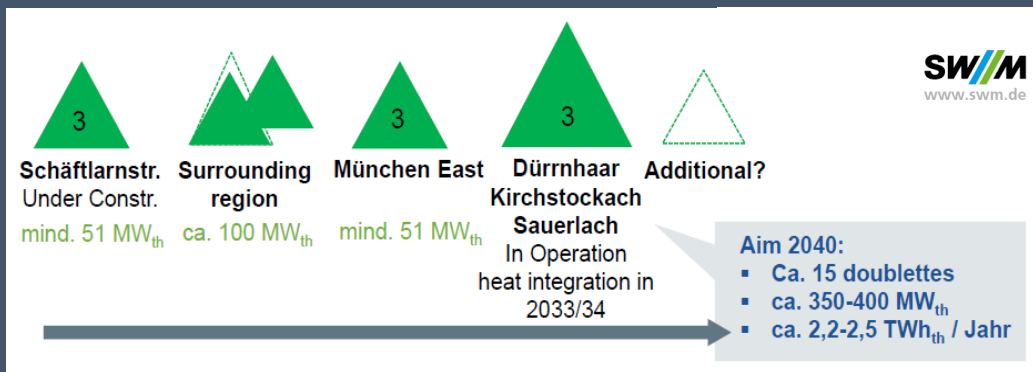 SW//M
www.swm.de
3
3
3
Schäftlarnstr.
Under Constr.
mind. 51 MWth
Surrounding
region
ca. 100 MWth
München East
mind. 51 MWth
Dürrnhaar
Kirchstockach
Sauerlach
In Operation
heat integration in
2033/34
Additional?
Aim 2040:
▪ Ca. 15 doublettes
▪ ca. 350-400 MWth
▪ ca. 2,2-2,5 TWhth / Jahr